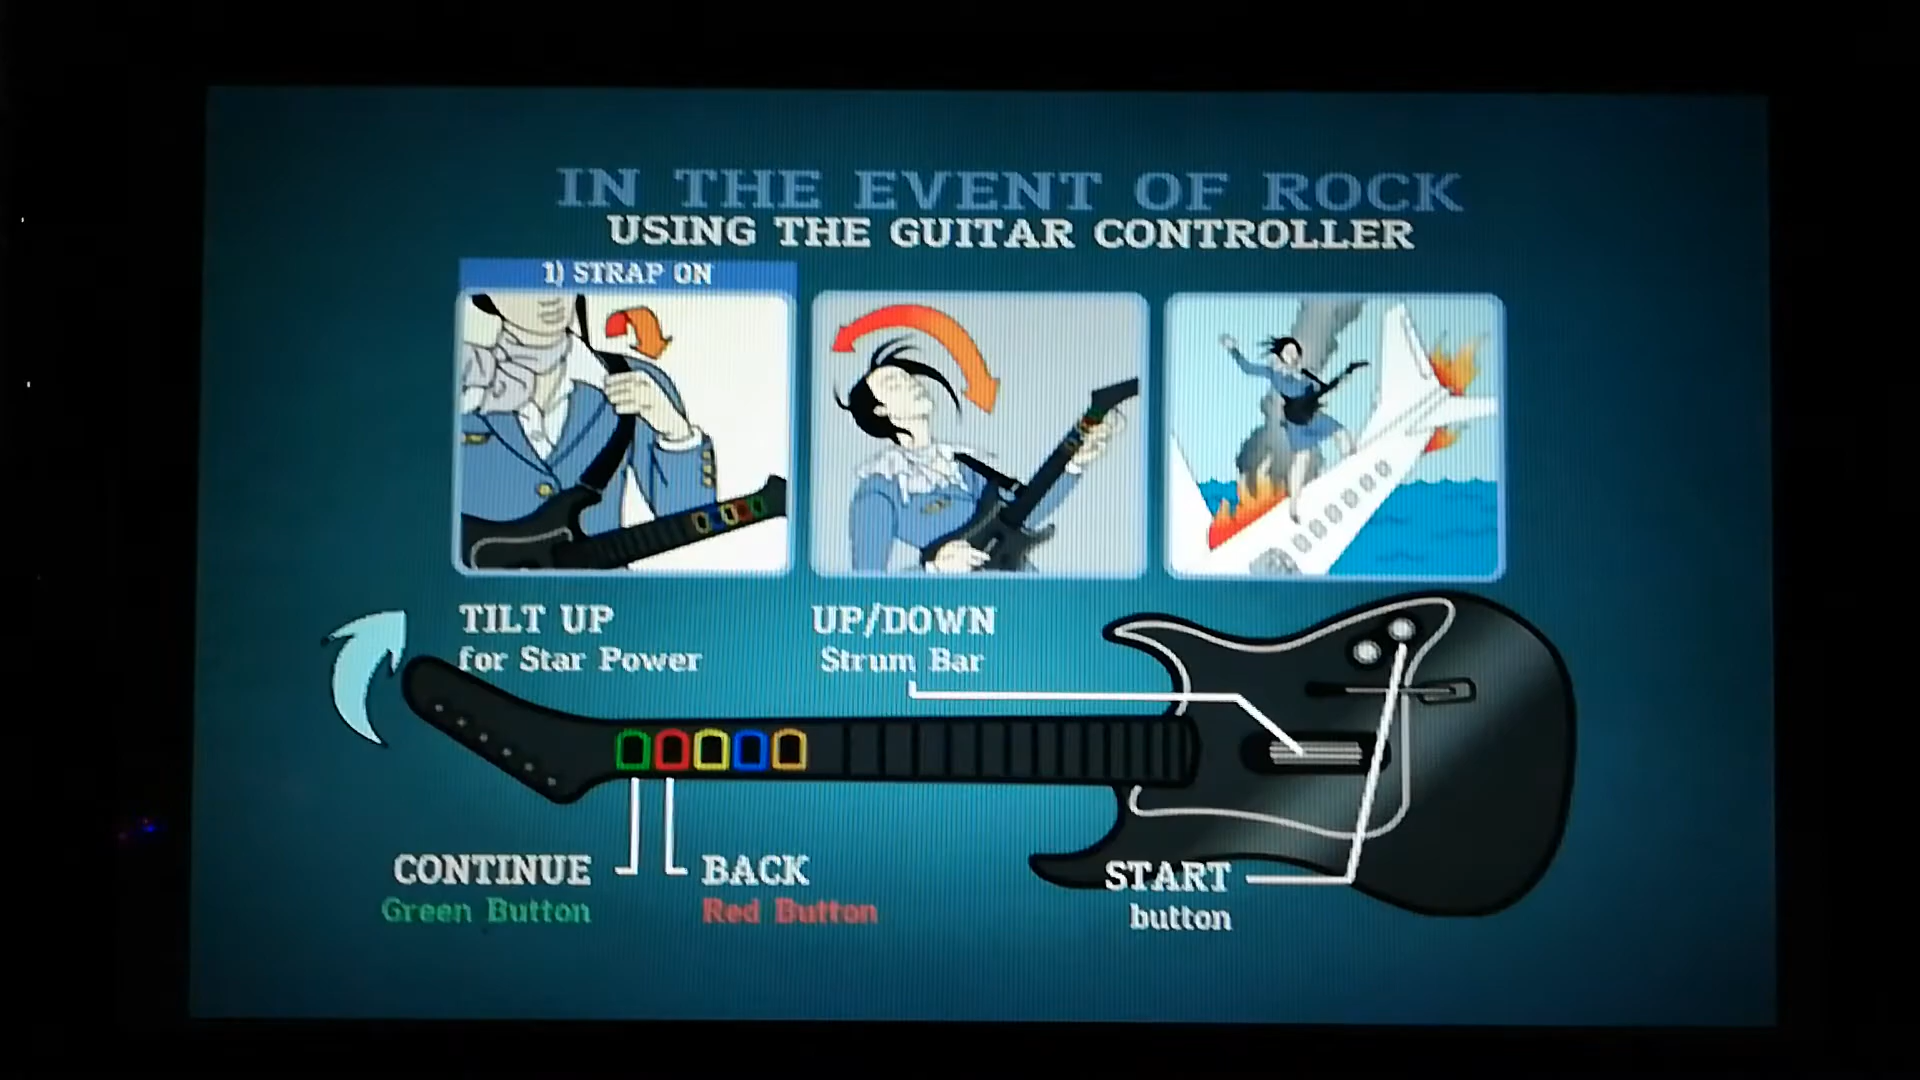 IN THE EVENT OF ROCK
USING THE GUITAR CONTROLLER
1) STRAP ON
TILT UP
for Star Power
UP/DOWN
Strum Bar
CONTINUE
Green Button
BACK
Red Button
START
button